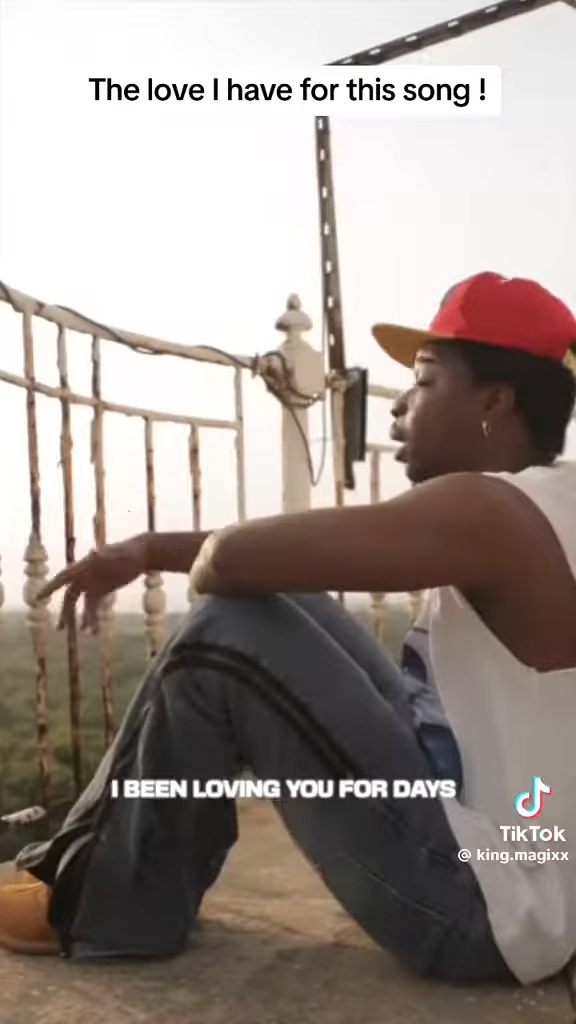 The love I have for this song !
I BEEN LOVING YOU FOR DAYS
TikTok
@ king.magixx